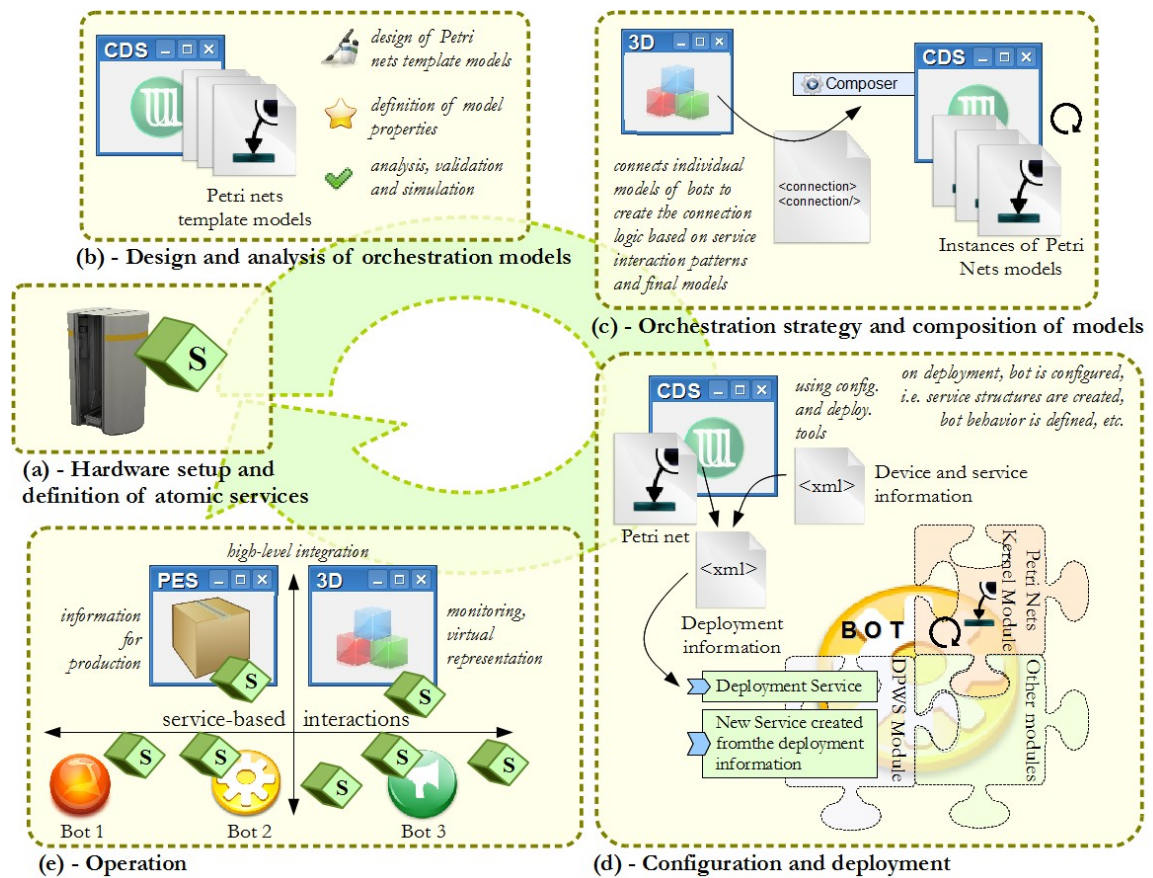 CDS
design of Petri
nets template models
definition of model
properties
analysis, validation
and simulation
Petri nets
template models
(b) - Design and analysis of orchestration models
3D
Composer
CDS
connects individual
models of bots to
create the connection
logic based on service
interaction patterns
and final models
<connection>
<connection/>
Instances of Petri
Nets models
(c) - Orchestration strategy and composition of models
S
(a) - Hardware setup and
definition of atomic services
CDS
using config.
and deploy.
tools
on deployment, bot is configured,
i.e. service structures are created,
bot behavior is defined, etc.
<xml>
Device and service
information
Petri net
<xml>
Deployment
information
BOT
Petri Nets
Kernel Module
DPWS Module
Other modules
Deployment Service
New Service created
fromthe deployment
information
(d) - Configuration and deployment
high-level integration
PES
3D
information
for
production
monitoring,
virtual
representation
S
S
service-based interactions
S
S
S
S
S
Bot 1
Bot 2
Bot 3
(e) - Operation